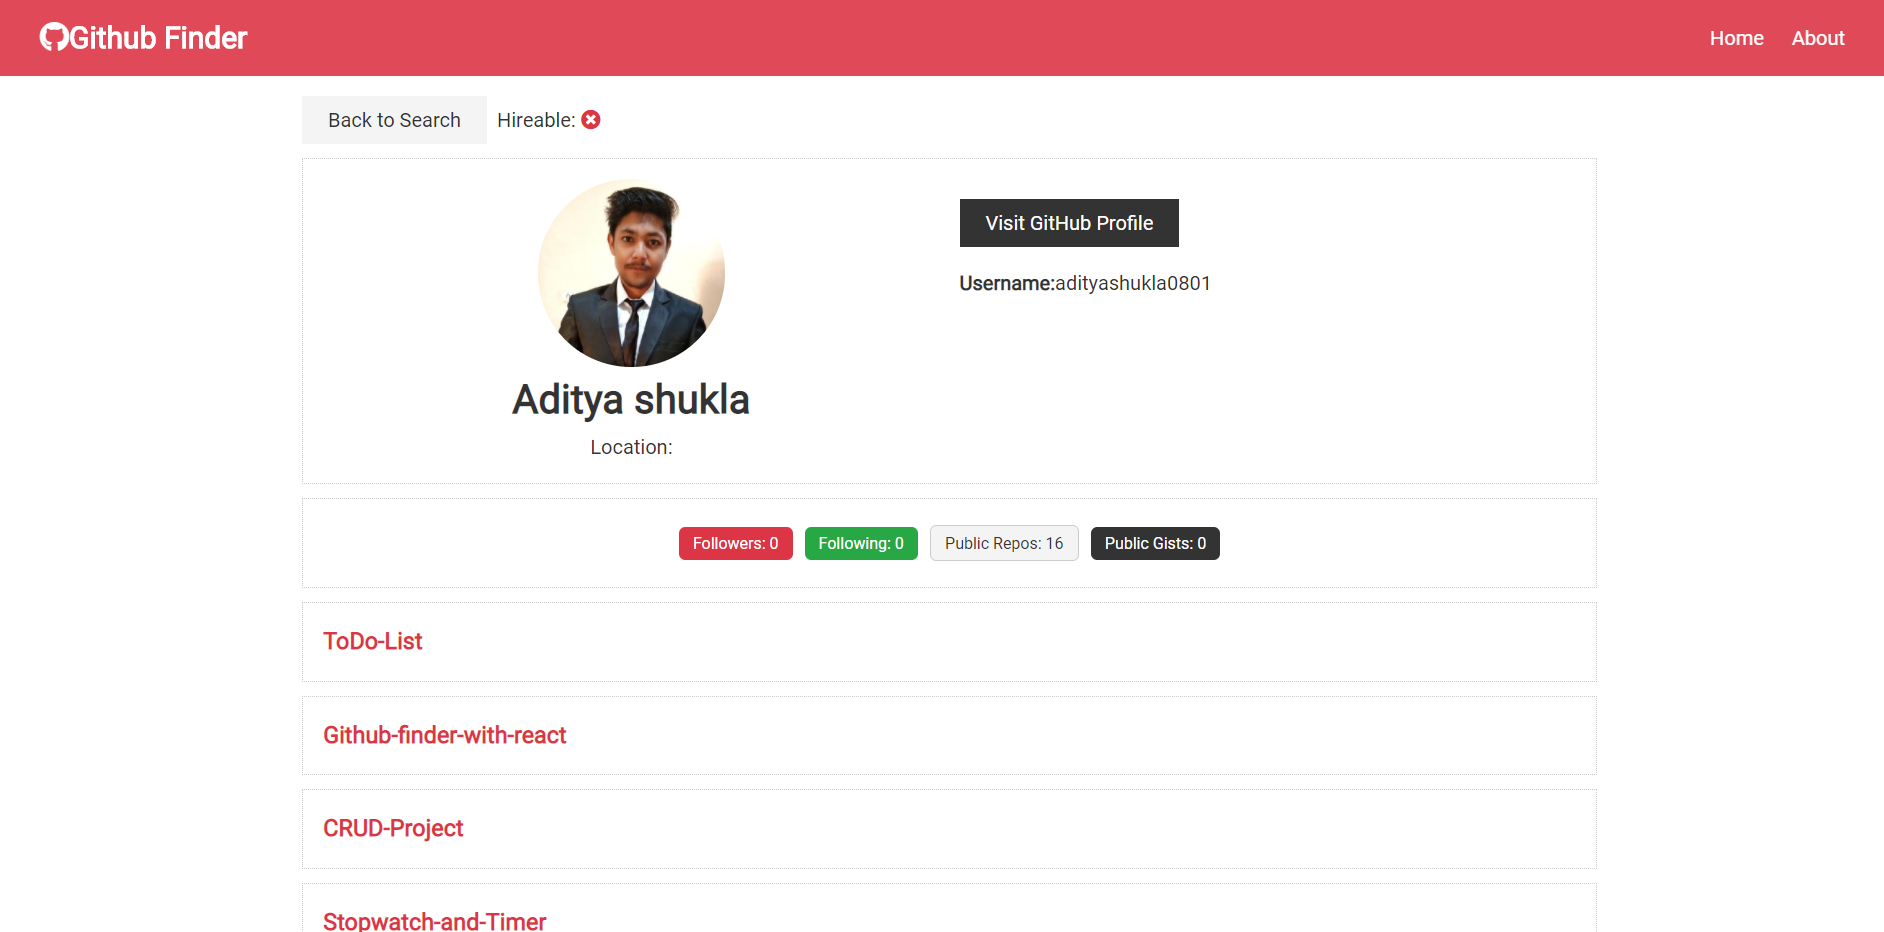 Github Finder
Home
About
Back to Search
Hireable:
Visit GitHub Profile
Username:adityashukla0801
Aditya shukla
Location:
Followers: 0
Following: 0
Public Repos: 16
Public Gists: 0
ToDo-List
Github-finder-with-react
CRUD-Project
Stopwatch-and-Timer